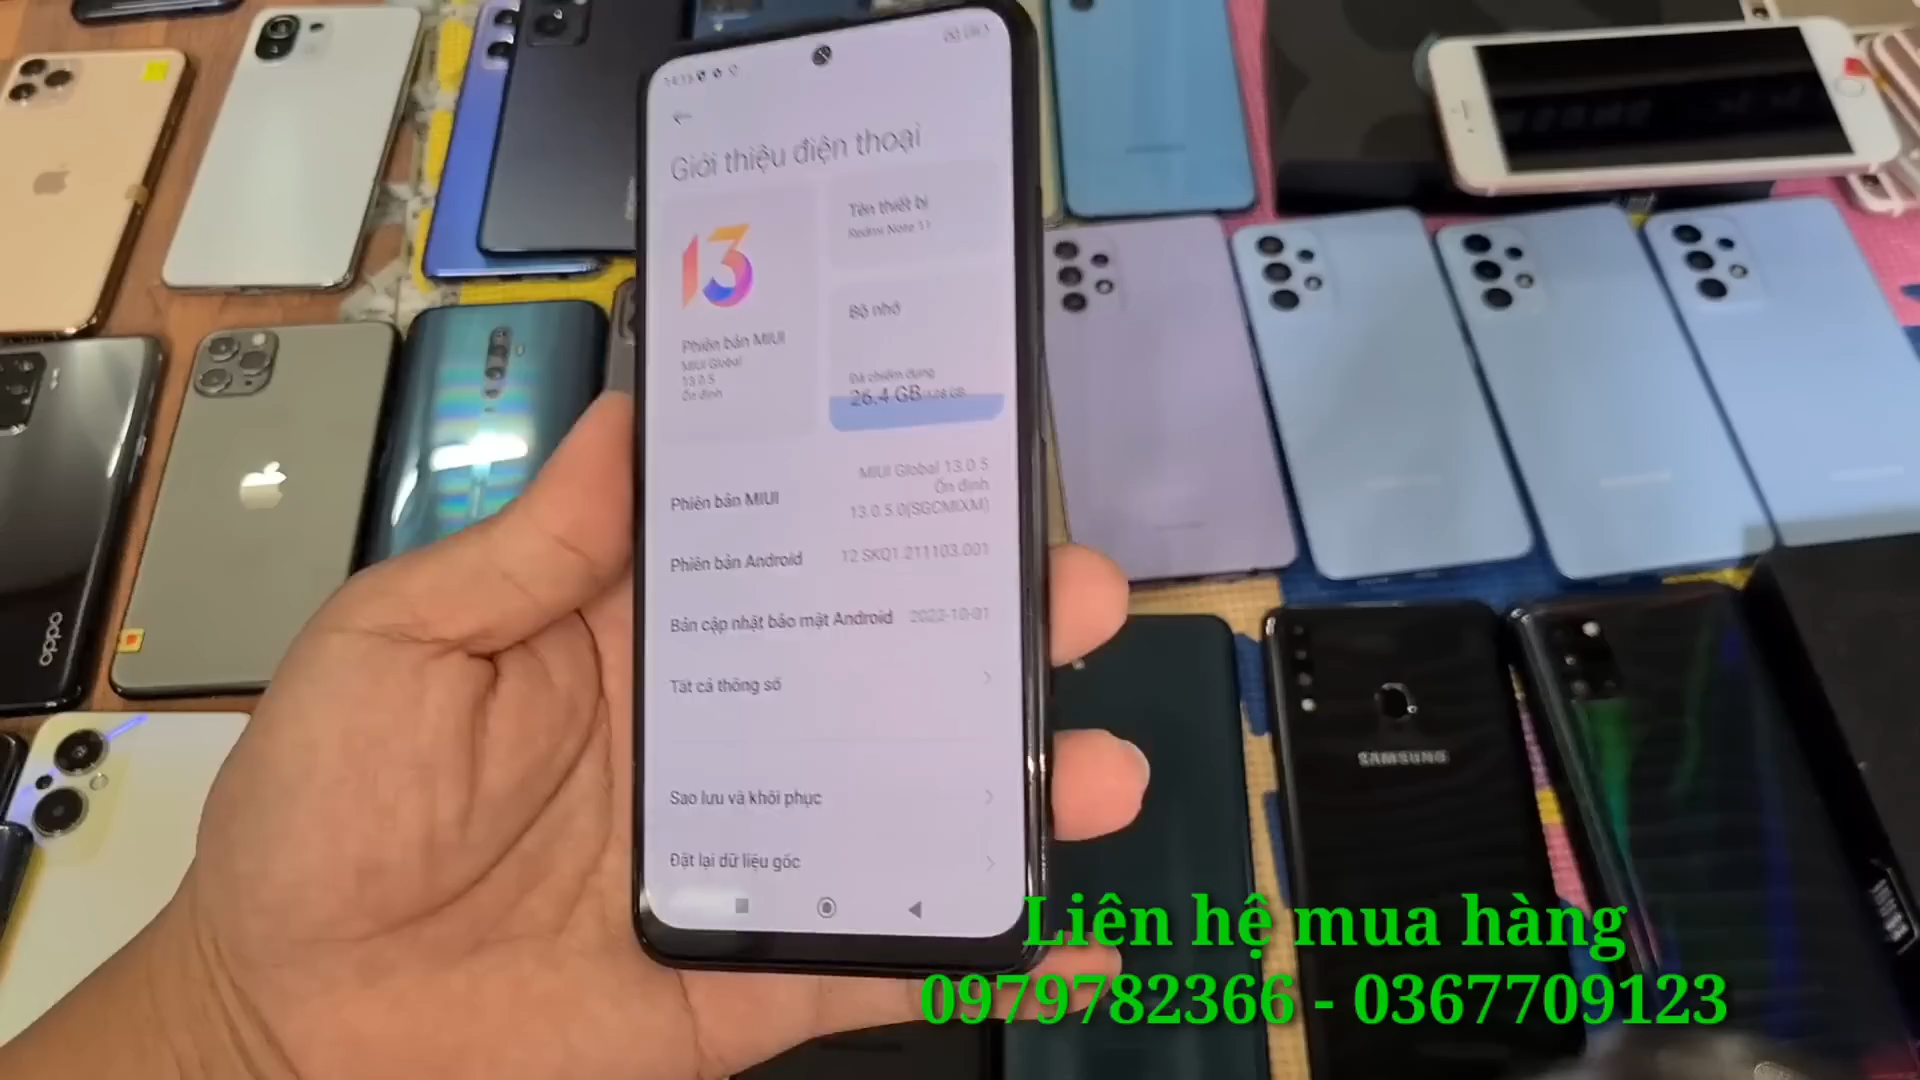 Giới thiệu điện thoại
Tên thiết bị
Redmi Note 11
Phiên bản MIUI
MIUI Global
13.0.5
Ổn định
Bộ nhớ
Đã chiếm dụng
26.4 GB/128 GB
Phiên bản MIUI
MIUI Global 13.0.5
Ổn định
13.0.5.0(SGCMIXM)
Phiên bản Android
12 SKQ1.211103.001
Bản cập nhật bảo mật Android
2022-10-01
Tất cả thông số
Sao lưu và khôi phục
Đặt lại dữ liệu gốc
oppo
SAMSUNG
Liên hệ mua hàng
0979782366 - 0367709123